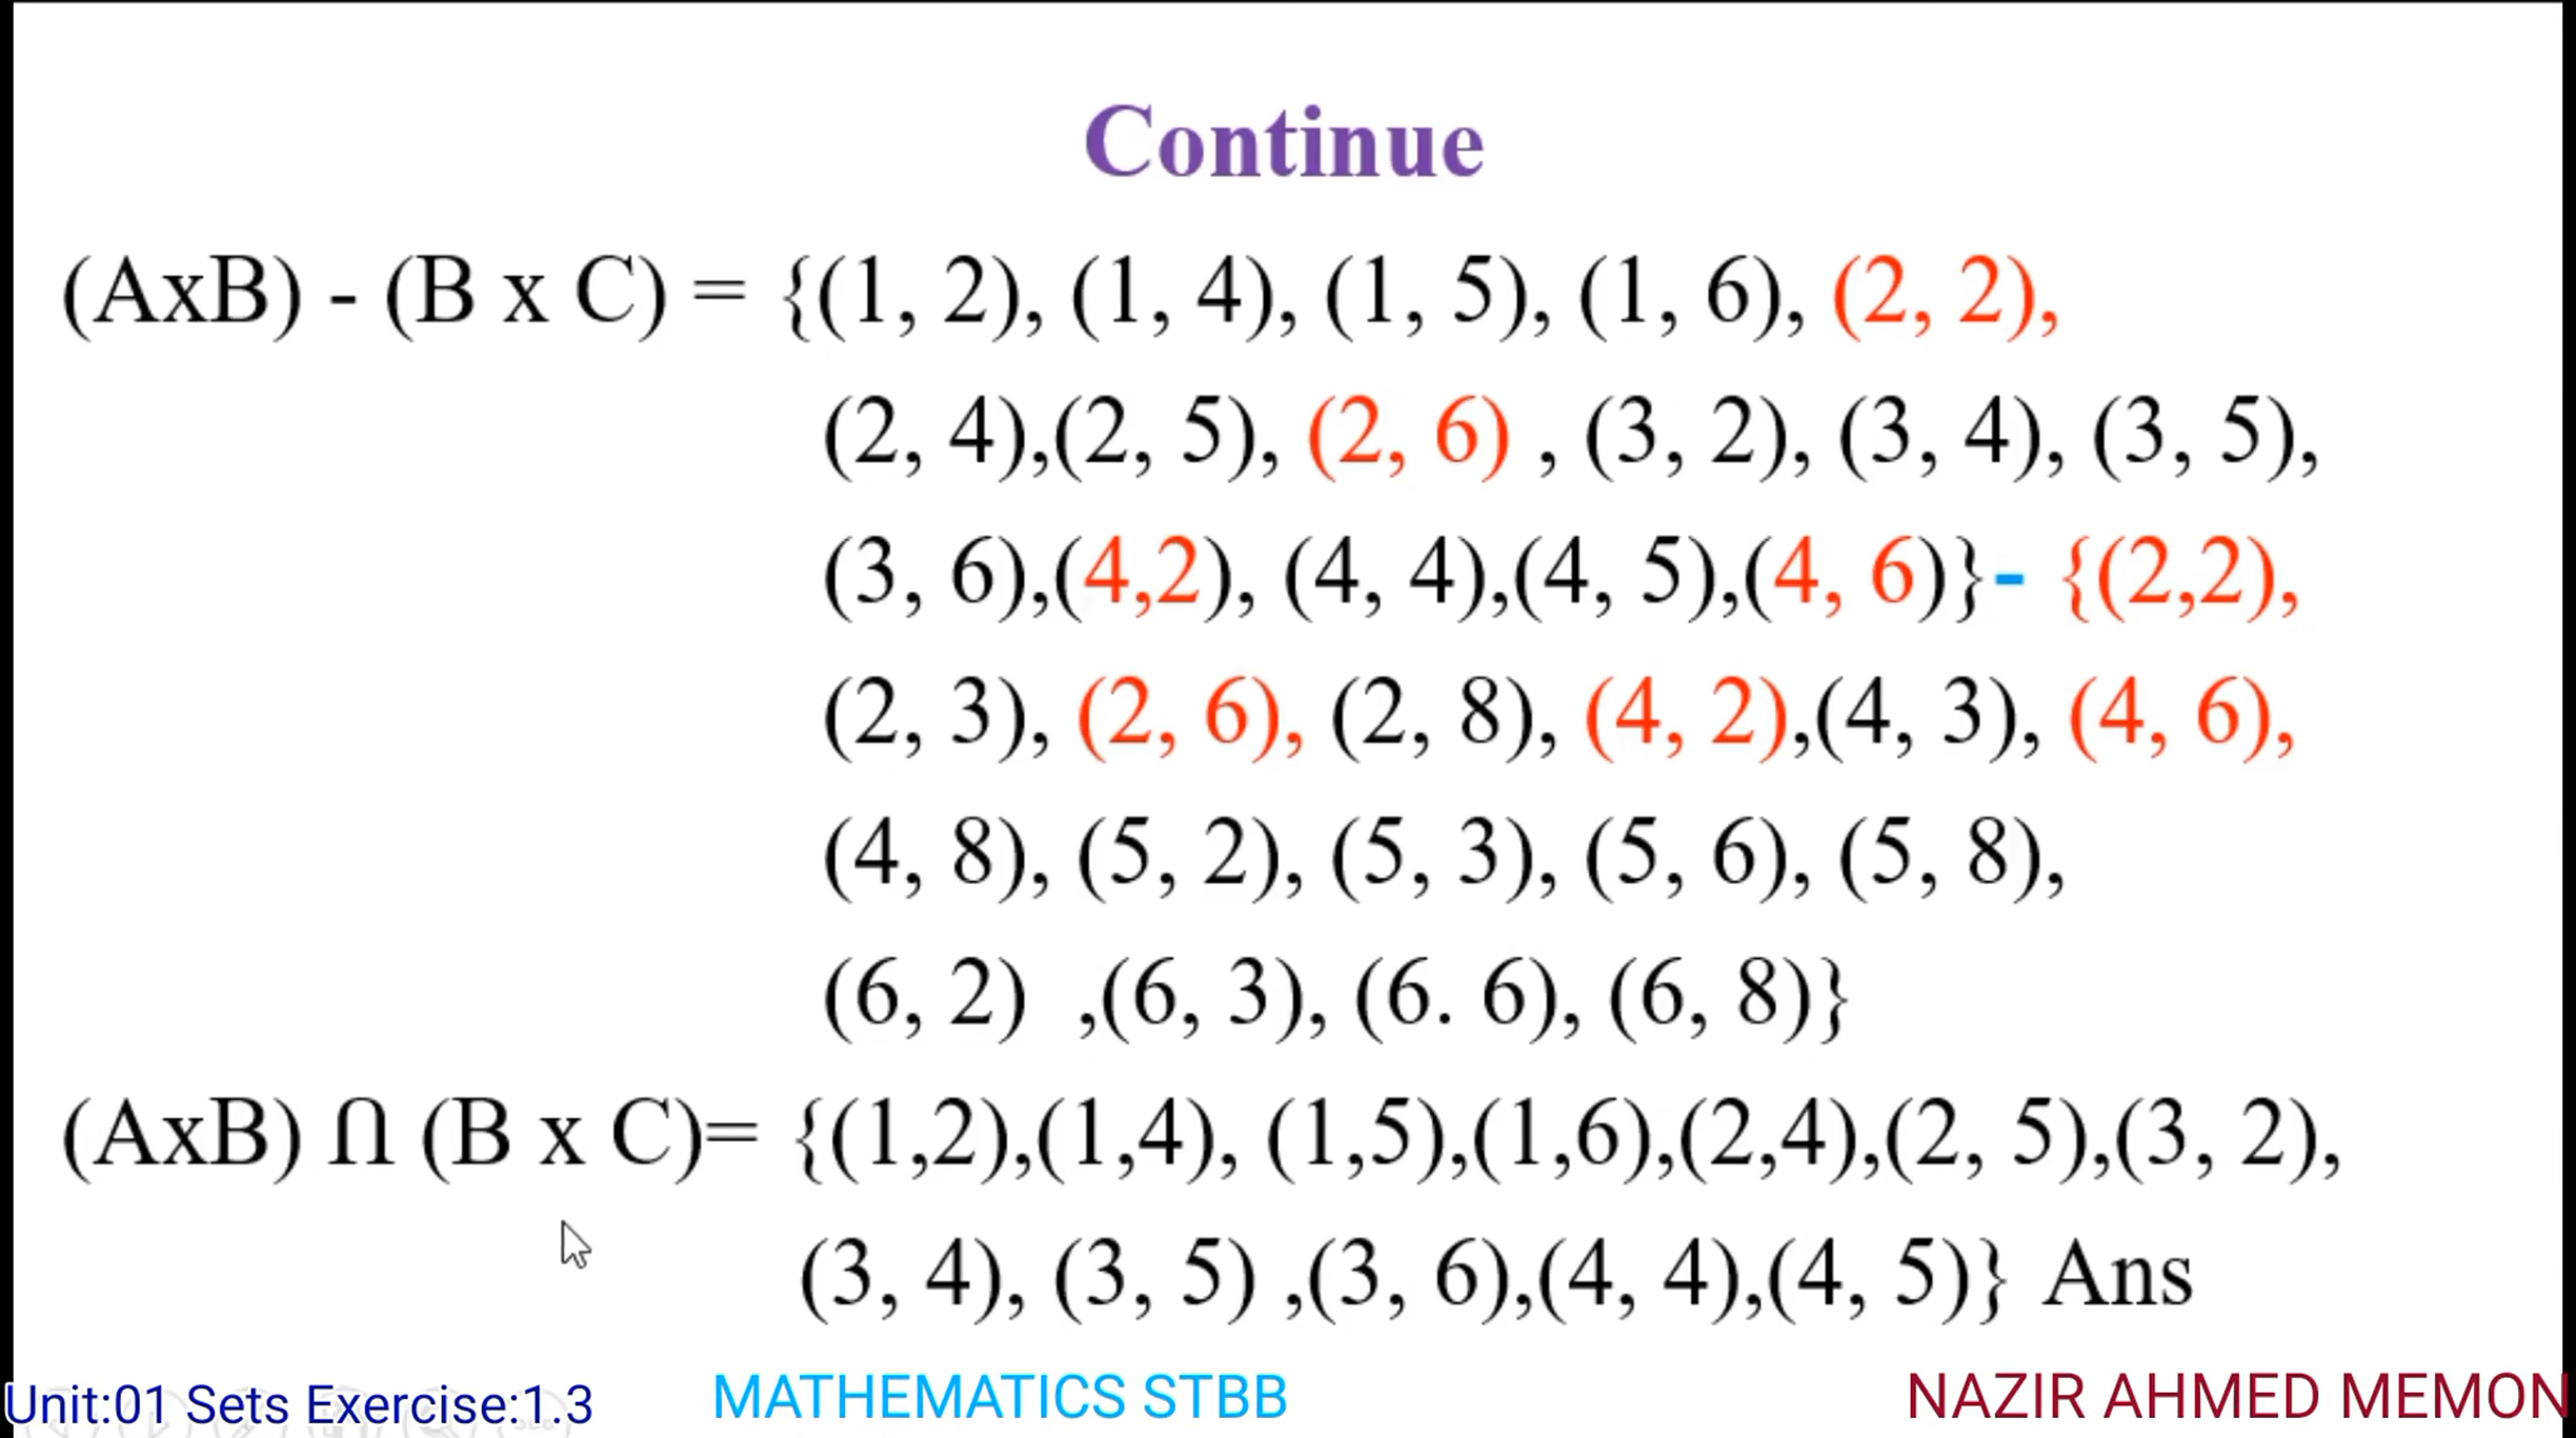 Continue
(AxB) - (B x C) = {(1, 2), (1, 4), (1, 5), (1, 6), (2, 2),
(2, 4),(2, 5), (2, 6) , (3, 2), (3, 4), (3, 5),
(3, 6),(4,2), (4, 4),(4, 5),(4, 6)}- {(2,2),
(2, 3), (2, 6), (2, 8), (4, 2),(4, 3), (4, 6),
(4, 8), (5, 2), (5, 3), (5, 6), (5, 8),
(6, 2) ,(6, 3), (6. 6), (6, 8)}
(AxB) ∩ (B x C)= {(1,2),(1,4), (1,5),(1,6),(2,4),(2, 5),(3, 2),
(3, 4), (3, 5) ,(3, 6),(4, 4),(4, 5)} Ans
Unit:01 Sets Exercise:1.3 MATHEMATICS STBB NAZIR AHMED MEMON